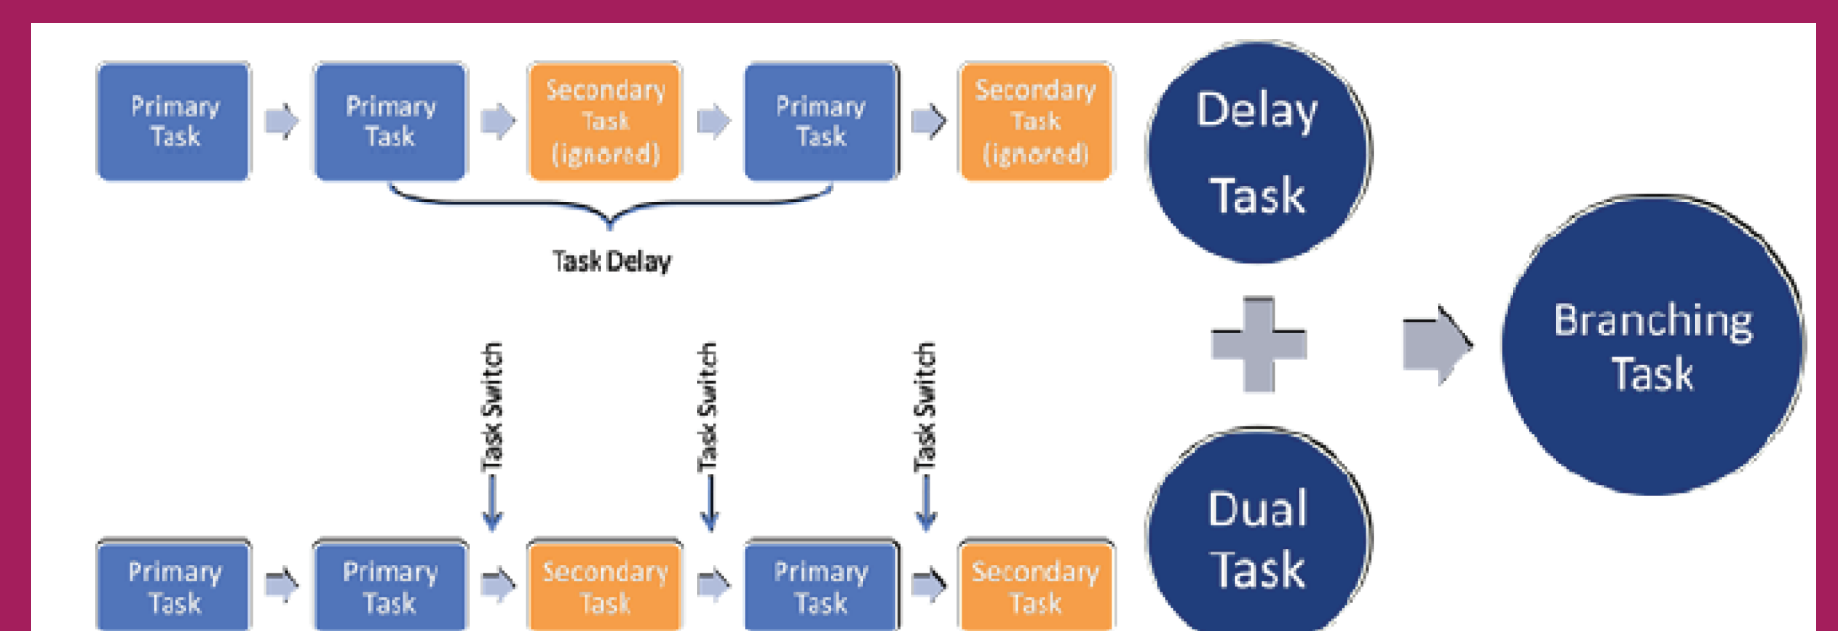 Primary
Task
Primary
Task
Secondary
Task
(ignored)
Primary
Task
Secondary
Task
(ignored)
Task Delay
Delay
Task
Branching
Task
Task Switch
Task Switch
Task Switch
Primary
Task
Primary
Task
Secondary
Task
Primary
Task
Secondary
Task
Dual
Task